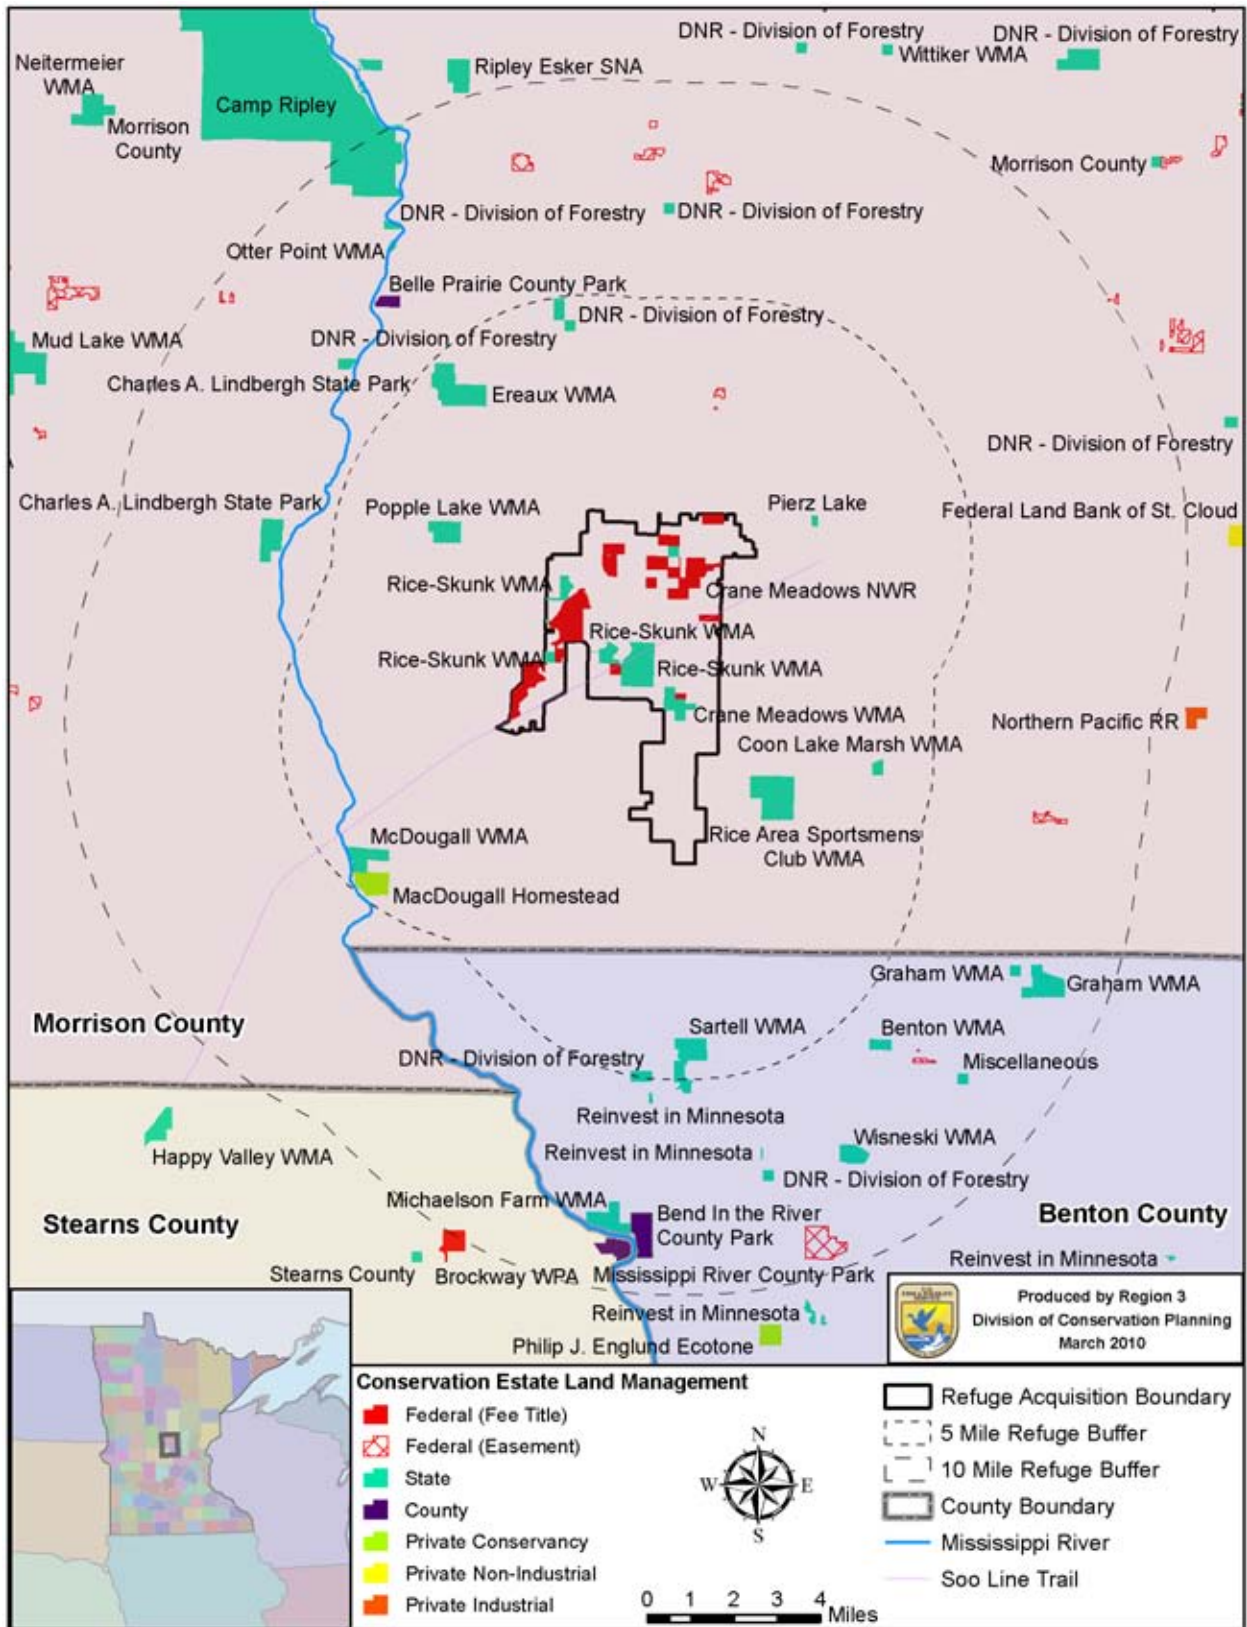 DNR - Division of Forestry
DNR - Division of Forestry
Wittiker WMA
Neitermeier
WMA
Ripley Esker SNA
Camp Ripley
Morrison
County
Morrison County
DNR - Division of Forestry
DNR - Division of Forestry
Otter Point WMA
Belle Prairie County Park
DNR - Division of Forestry
DNR - Division of Forestry
Mud Lake WMA
Charles A. Lindbergh State Park
Ereaux WMA
DNR - Division of Forestry
Charles A. Lindbergh State Park
Popple Lake WMA
Pierz Lake
Federal Land Bank of St. Cloud
Rice-Skunk WMA
Crane Meadows NWR
Rice-Skunk WMA
Rice-Skunk WMA
Rice-Skunk WMA
Crane Meadows WMA
Northern Pacific RR
Coon Lake Marsh WMA
McDougall WMA
Rice Area Sportsmens
Club WMA
MacDougall Homestead
Graham WMA
Graham WMA
Morrison County
Sartell WMA
Benton WMA
DNR - Division of Forestry
Miscellaneous
Reinvest in Minnesota
Wisneski WMA
Reinvest in Minnesota
Happy Valley WMA
DNR - Division of Forestry
Michaelson Farm WMA
Bend In the River
County Park
Stearns County
Benton County
Reinvest in Minnesota
Stearns County
Brockway WPA
Mississippi River County Park
Reinvest in Minnesota
Philip J. Englund Ecotone
Produced by Region 3
Division of Conservation Planning
March 2010
Conservation Estate Land Management
Federal (Fee Title)
Federal (Easement)
State
County
Private Conservancy
Private Non-Industrial
Private Industrial
N
W
E
S
0 1 2 3 4
Miles
Refuge Acquisition Boundary
5 Mile Refuge Buffer
10 Mile Refuge Buffer
County Boundary
Mississippi River
Soo Line Trail